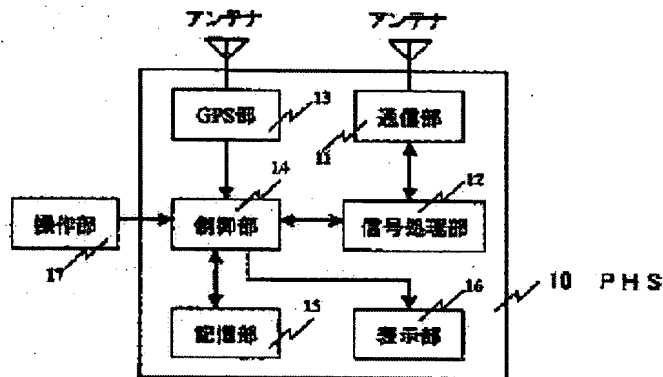 アンテナ アンテナ
GPS部 13
通信部 11
14 12
操作部 制御部 信号処理部
17
10 PHS
15 16
記憶部 表示部